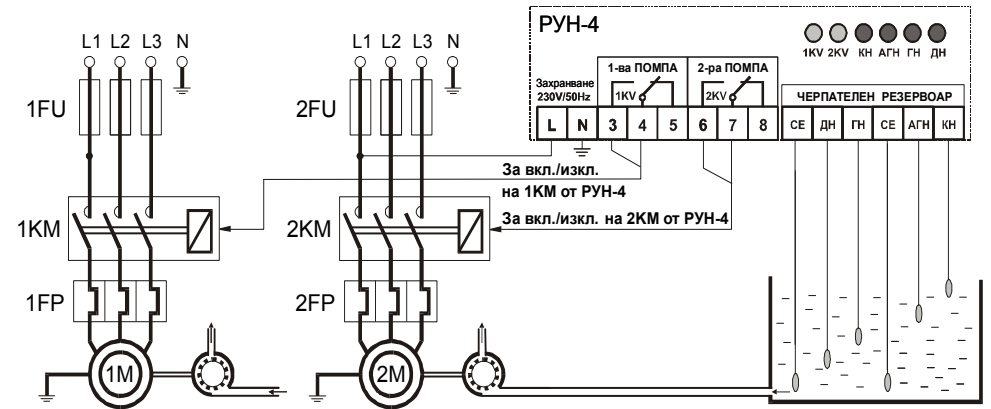 РУН-4
1KV 2KV КН АГН ГН ДН
L1 L2 L3 N
L1 L2 L3 N
Захранване
230V/50Hz
1-ва ПОМПА
2-ра ПОМПА
1KV
2KV
ЧЕРПАТЕЛЕН РЕЗЕРВОАР
1FU
2FU
L N 3 4 5 6 7 8
СЕ ДН ГН СЕ АГН КН
За вкл./изкл.
на 1КМ от РУН-4
За вкл./изкл. на 2КМ от РУН-4
1KM
2KM
1FP
2FP
1M
2M